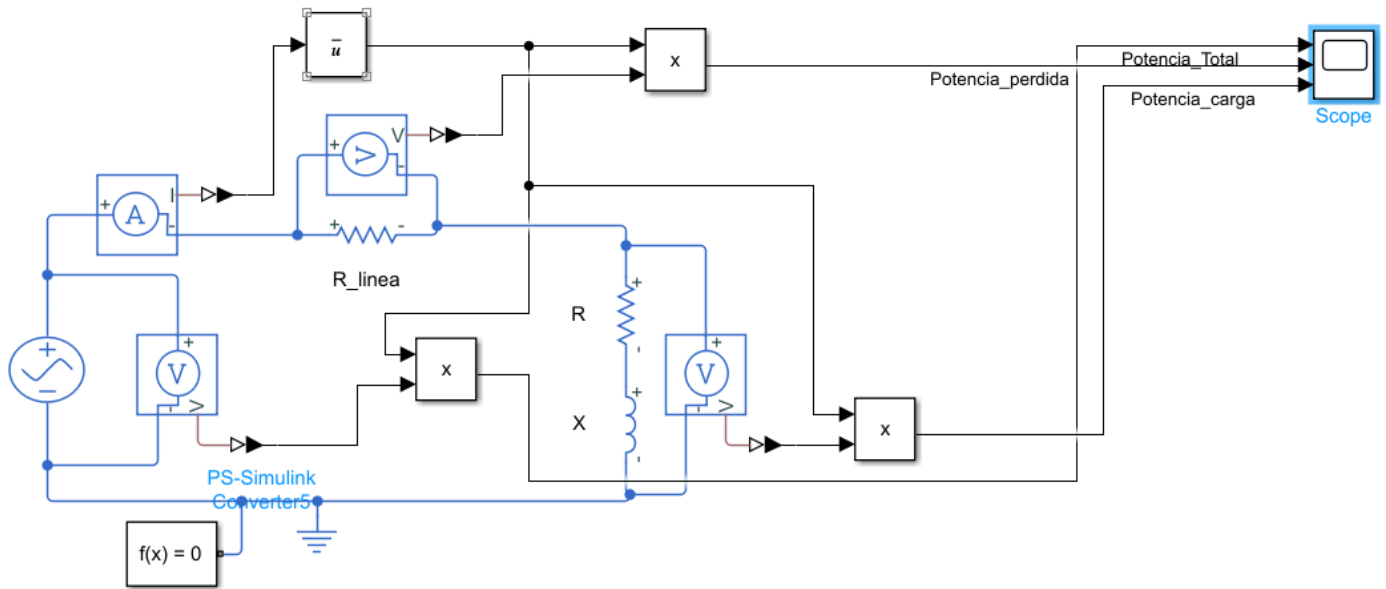 ū
x
Potencia_Total
Potencia_perdida
Potencia_carga
Scope
+
V
-
V
+
I
A
-
+
-
R_linea
+
R
-
+
V
-
V
x
+
V
-
V
+
X
-
x
PS-Simulink
Converter5
f(x) = 0